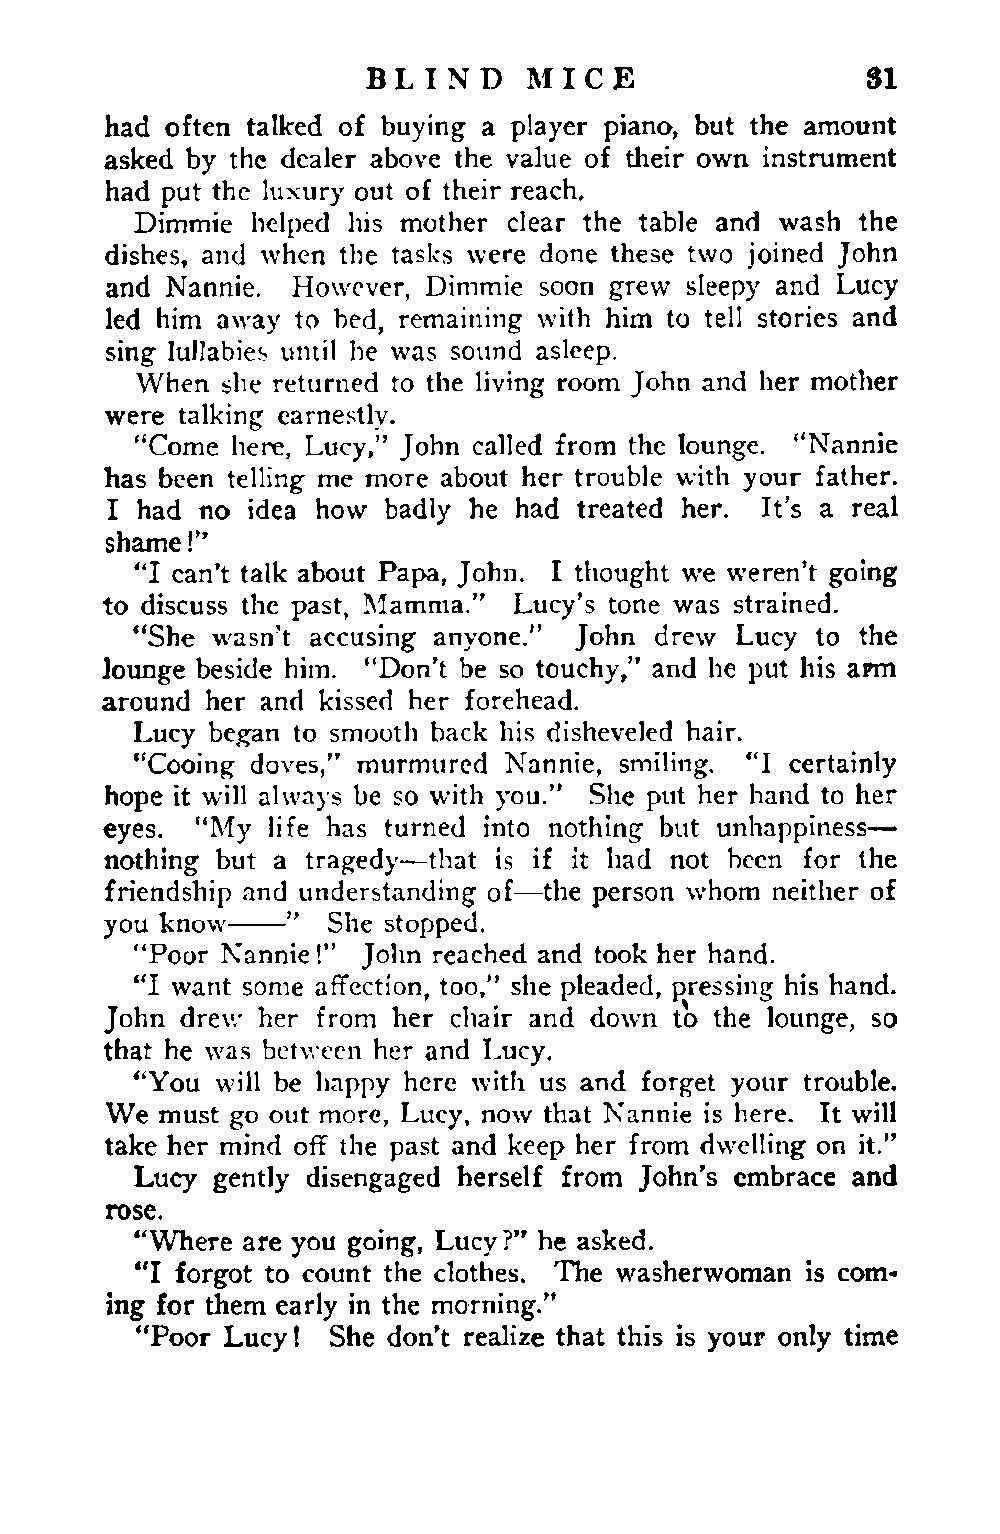 BLIND MICE 31
had often talked of buying a player piano, but the amount
asked by the dealer above the value of their own instrument
had put the luxury out of their reach.
Dimmie helped his mother clear the table and wash the
dishes, and when the tasks were done these two joined John
and Nannie. However, Dimmie soon grew sleepy and Lucy
led him away to bed, remaining with him to tell stories and
sing lullabies until he was sound asleep.
When she returned to the living room John and her mother
were talking earnestly.
"Come here, Lucy," John called from the lounge. "Nannie
has been telling me more about her trouble with your father.
I had no idea how badly he had treated her. It's a real
shame!"
"I can't talk about Papa, John. I thought we weren't going
to discuss the past, Mamma." Lucy's tone was strained.
"She wasn't accusing anyone." John drew Lucy to the
lounge beside him. "Don't be so touchy," and he put his arm
around her and kissed her forehead.
Lucy began to smooth back his disheveled hair.
"Cooing doves," murmured Nannie, smiling. "I certainly
hope it will always be so with you." She put her hand to her
eyes. "My life has turned into nothing but unhappiness—
nothing but a tragedy—that is if it had not been for the
friendship and understanding of—the person whom neither of
you know——" She stopped.
"Poor Nannie!" John reached and took her hand.
"I want some affection, too," she pleaded, pressing his hand.
John drew her from her chair and down to the lounge, so
that he was between her and Lucy.
"You will be happy here with us and forget your trouble.
We must go out more, Lucy, now that Nannie is here. It will
take her mind off the past and keep her from dwelling on it."
Lucy gently disengaged herself from John's embrace and
rose.
"Where are you going, Lucy?" he asked.
"I forgot to count the clothes. The washerwoman is com-
ing for them early in the morning."
"Poor Lucy! She don't realize that this is your only time